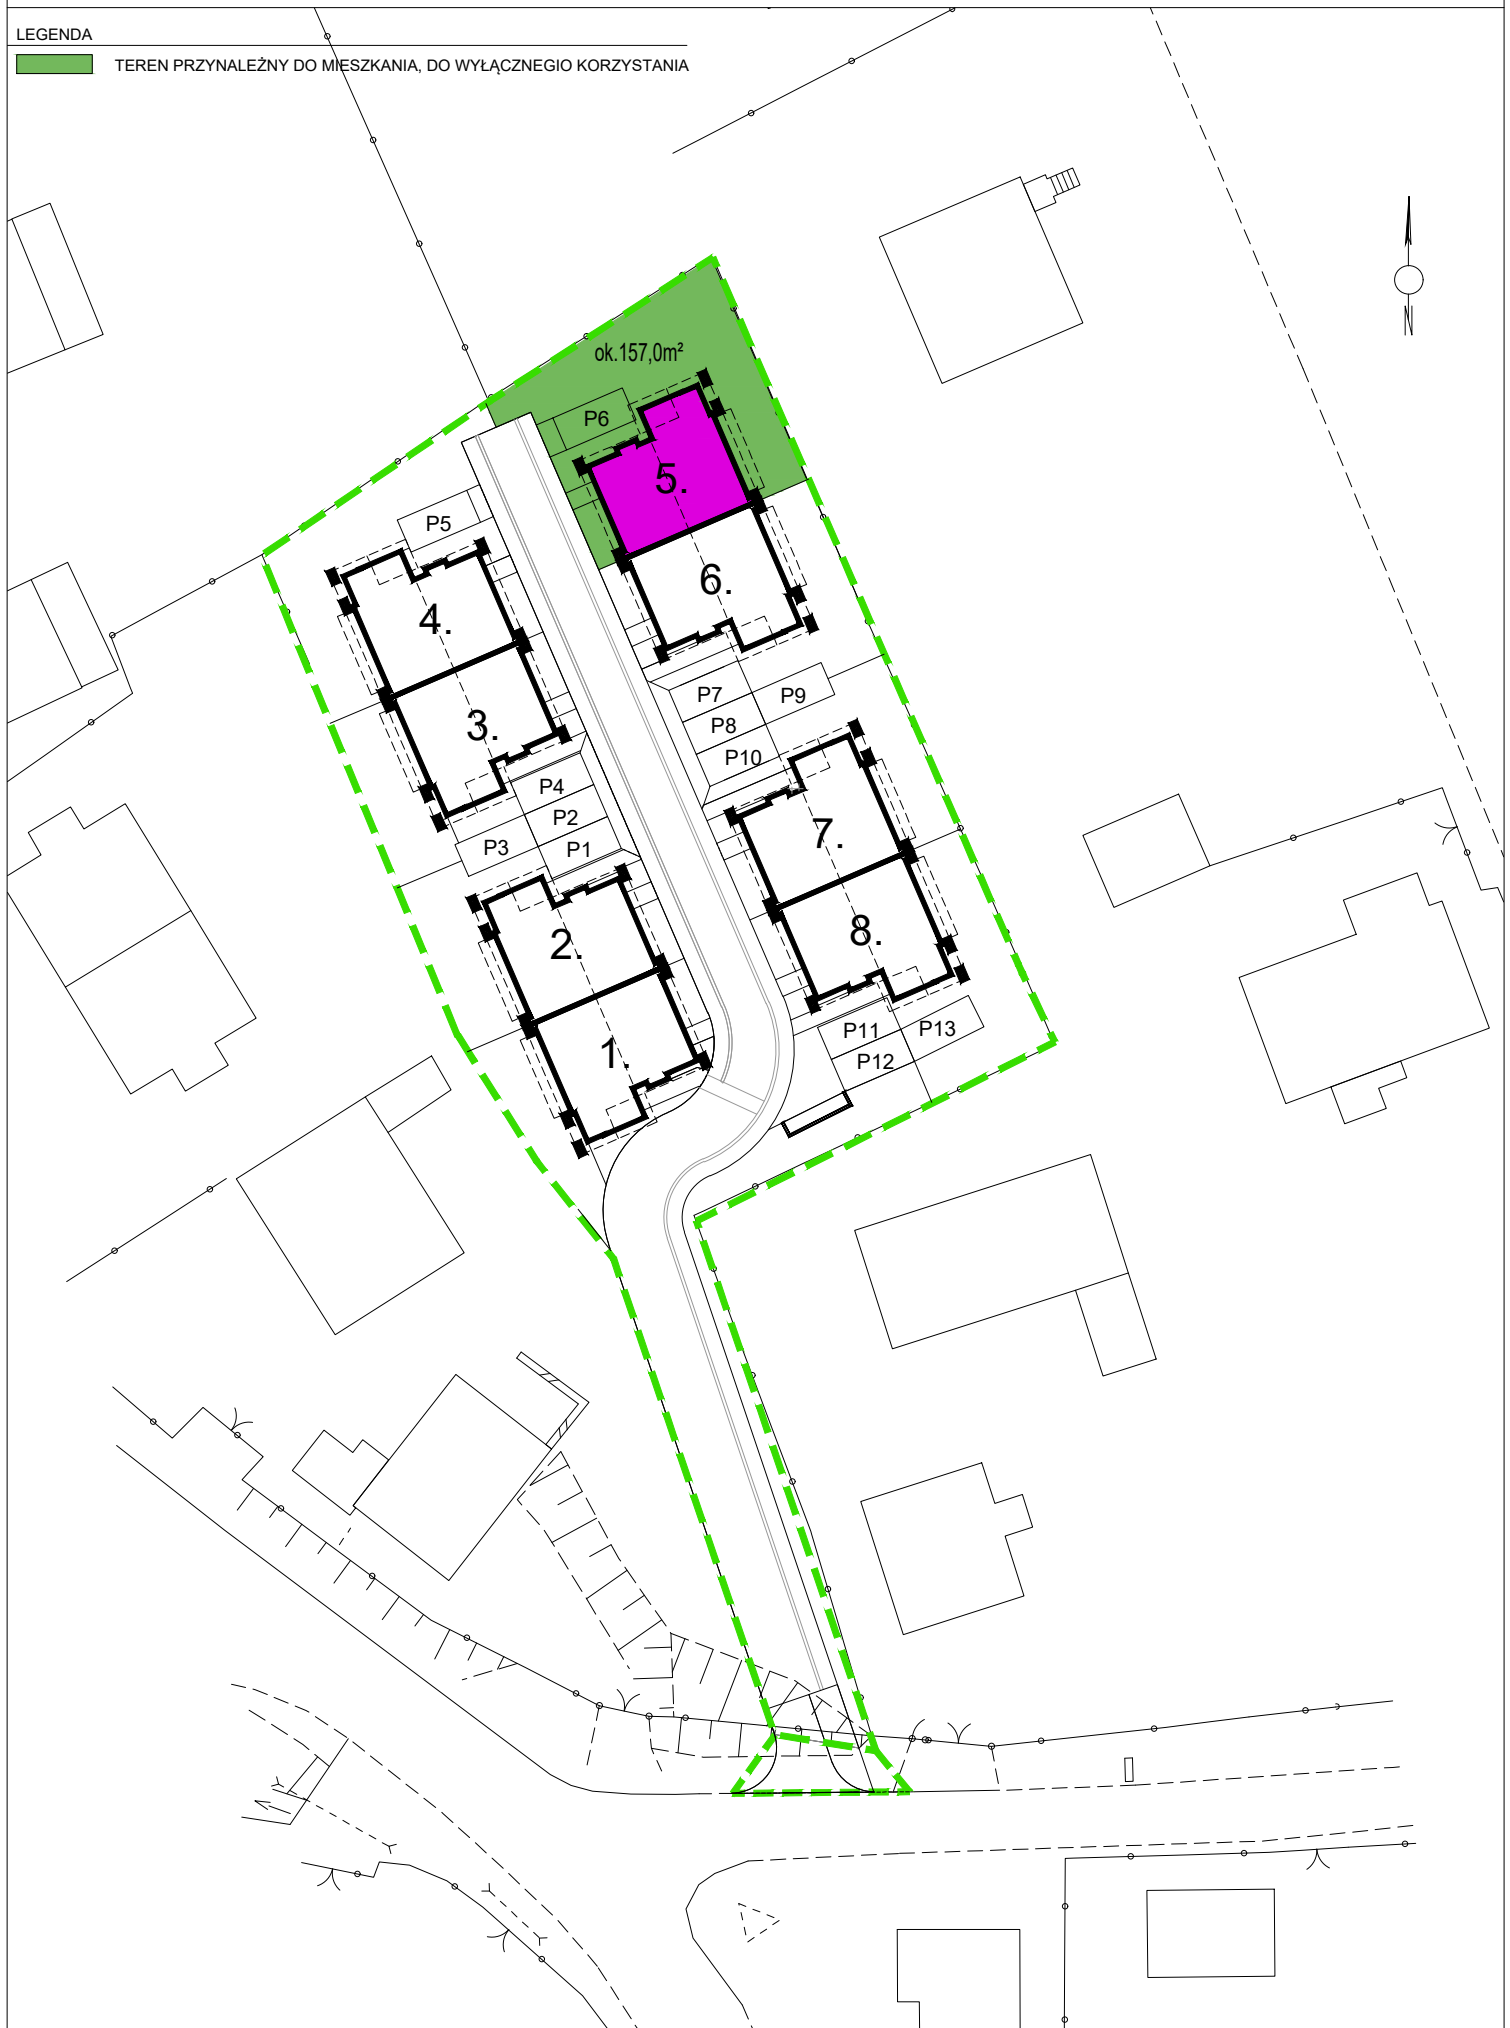 LEGENDA
TEREN PRZYNALEŻNY DO MIESZKANIA, DO WYŁĄCZNEGIO KORZYSTANIA
N
ok.157,0m²
P6
5.
P5
4.
6.
3.
P7
P9
P8
P10
P4
P2
P3
P1
7.
2.
8.
1.
P11
P13
P12